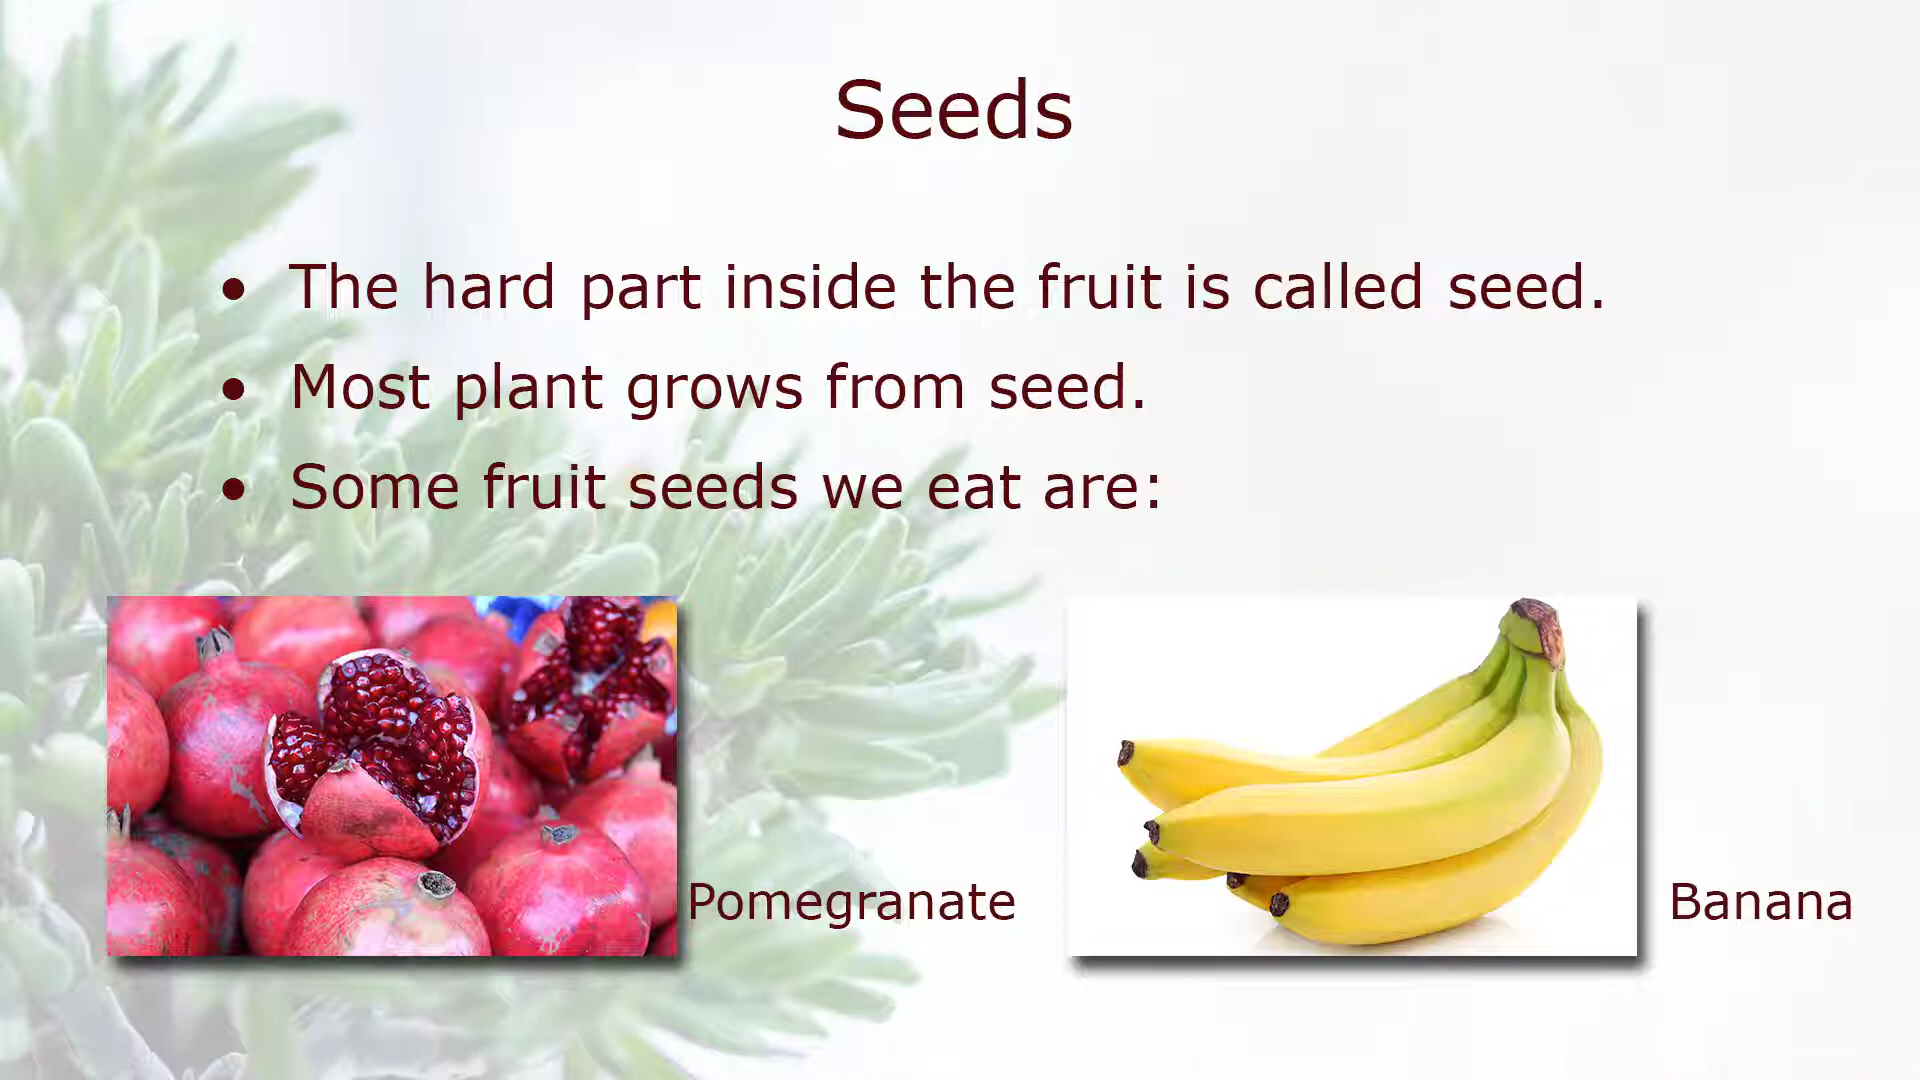 Seeds
• The hard part inside the fruit is called seed.
• Most plant grows from seed.
• Some fruit seeds we eat are:
Pomegranate
Banana